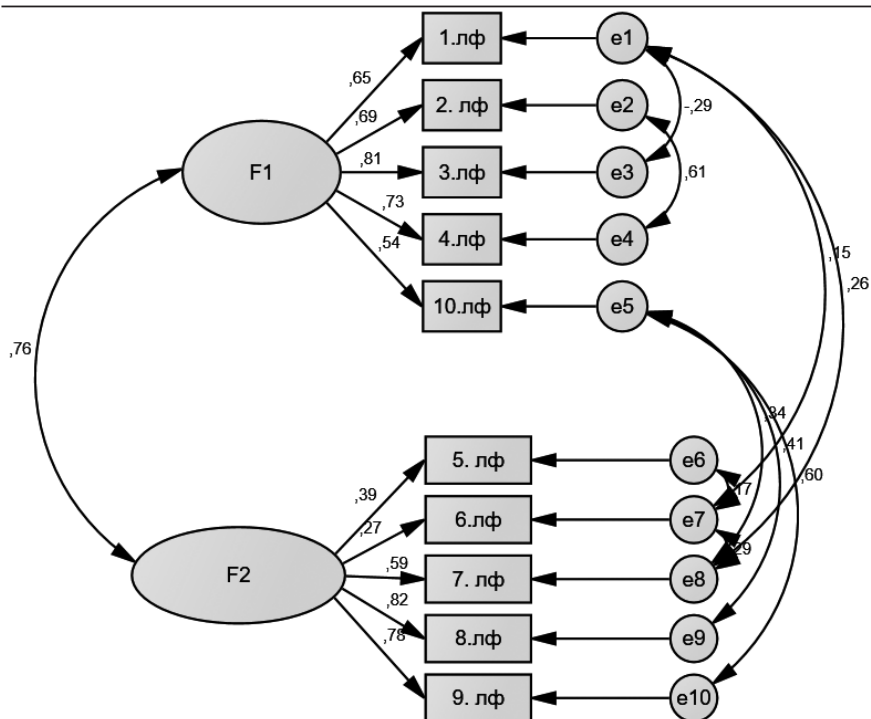 1.лф
e1
,65
2. лф
e2
-,29
,69
F1
,81
3.лф
e3
,61
,73
4.лф
e4
,54
,15
,26
10.лф
e5
,76
,34
,41
5. лф
e6
,60
,39
6.лф
e7
,27
,59
F2
7. лф
e8
,82
8.лф
e9
,78
9. лф
e10